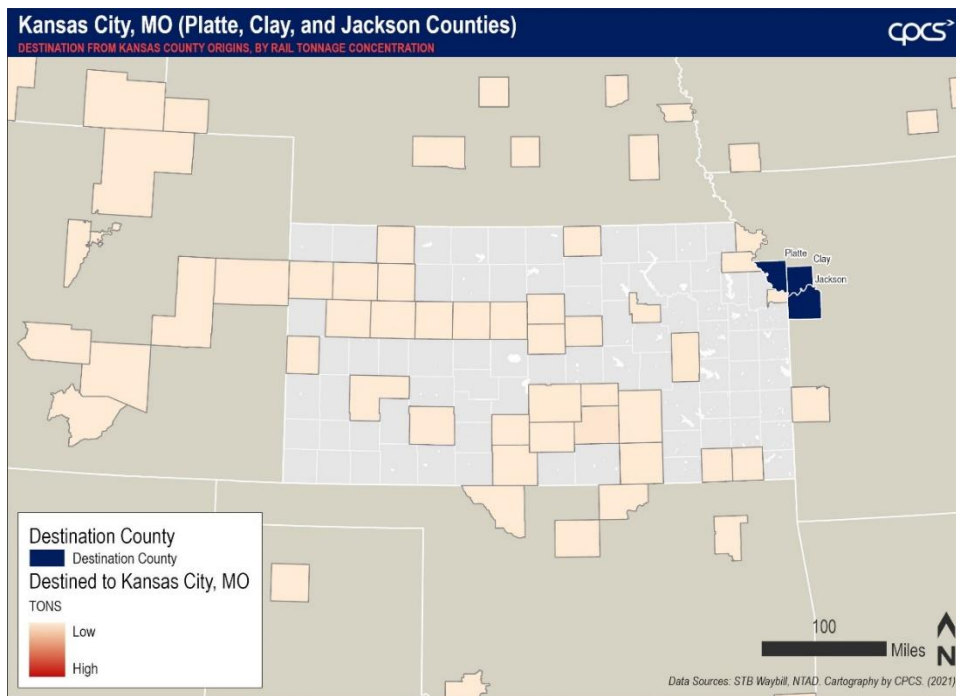 Kansas City, MO (Platte, Clay, and Jackson Counties)
DESTINATION FROM KANSAS COUNTY ORIGINS, BY RAIL TONNAGE CONCENTRATION
cpcs
Platte
Clay
Jackson
Destination County
Destination County
Destined to Kansas City, MO
TONS
Low
High
100
Miles
N
Data Sources: STB Waybill, NTAD. Cartography by CPCS. (2021)